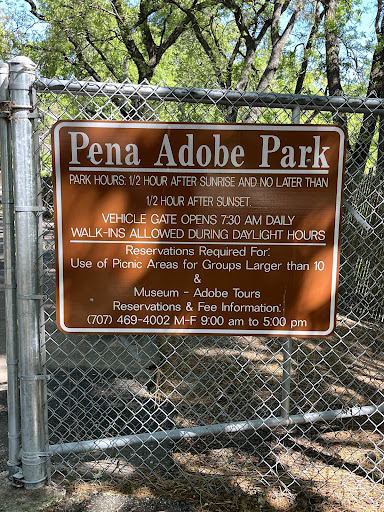 Pena Adobe Park
PARK HOURS: 1/2 HOUR AFTER SUNRISE AND NO LATER THAN
1/2 HOUR AFTER SUNSET.
VEHICLE GATE OPENS 7:30 AM DAILY
WALK-INS ALLOWED DURING DAYLIGHT HOURS
Reservations Required For:
Use of Picnic Areas for Groups Larger than 10
&
Museum - Adobe Tours
Reservations & Fee Information:
(707) 469-4002 M-F 9:00 am to 5:00 pm